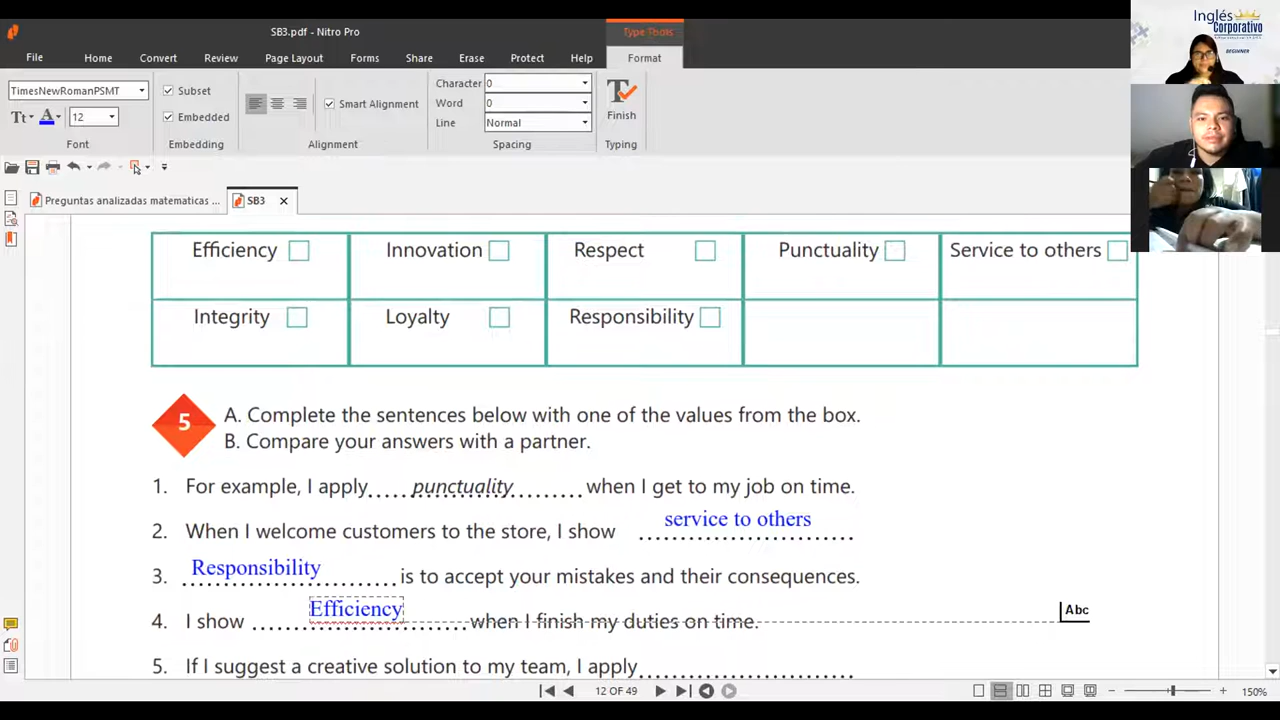 SB3.pdf - Nitro Pro
Type Tools
File Home Convert Review Page Layout Forms Share Erase Protect Help Format
TimesNewRomanPSMT
Subset
Smart Alignment
Character 0
Tt A 12
Embedded
Word 0
Line Normal
Finish
Font Embedding Alignment Spacing Typing
Preguntas analizadas matematicas ...
SB3
Inglés
Corporativo
BEGINNER
Efficiency Innovation Respect Punctuality Service to others
Integrity Loyalty Responsibility
5
A. Complete the sentences below with one of the values from the box.
B. Compare your answers with a partner.
1. For example, I apply.....punctuality.........when I get to my job on time.
2. When I welcome customers to the store, I show service to others
3. Responsibility is to accept your mistakes and their consequences.
4. I show Efficiency when I finish my duties on time.
Abc
5. If I suggest a creative solution to my team, I apply
12 OF 49
150%